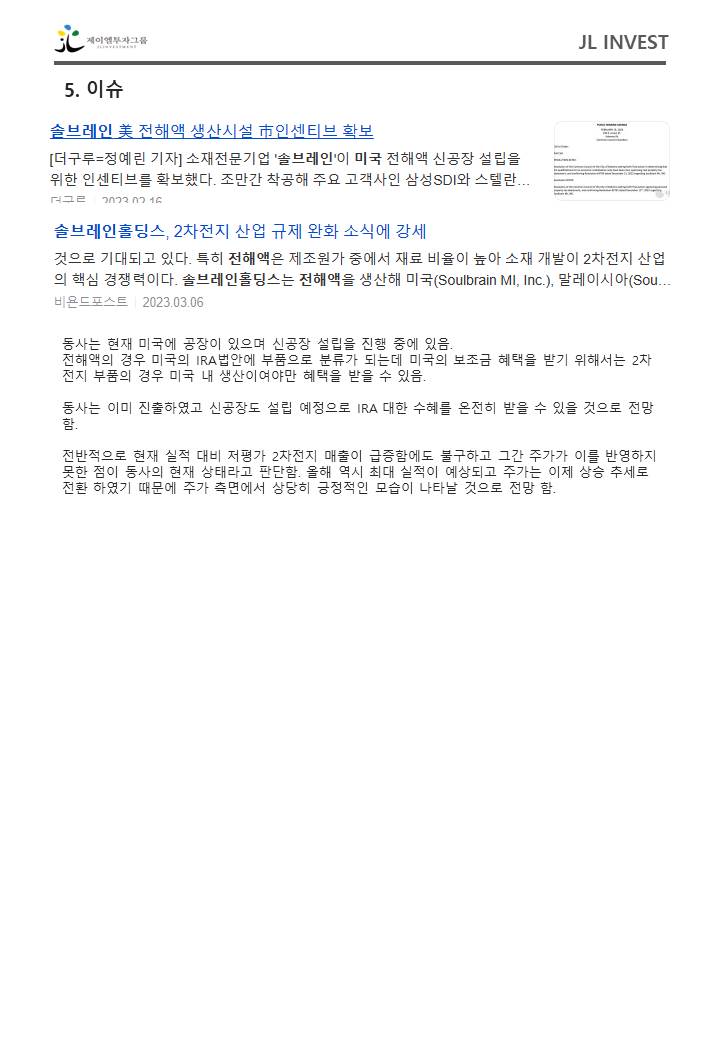 제이엘투자그룹
JLINVESTMENT
JL INVEST
5. 이슈
솔브레인 美 전해액 생산시설 市인센티브 확보
[더구루=정예린 기자] 소재전문기업 '솔브레인'이 미국 전해액 신공장 설립을
위한 인센티브를 확보했다. 조만간 착공해 주요 고객사인 삼성SDI와 스텔란...
더구루 2023.02.16
솔브레인홀딩스, 2차전지 산업 규제 완화 소식에 강세
것으로 기대되고 있다. 특히 전해액은 제조원가 중에서 재료 비율이 높아 소재 개발이 2차전지 산업
의 핵심 경쟁력이다. 솔브레인홀딩스는 전해액을 생산해 미국(Soulbrain MI, Inc.), 말레이시아(Sou...
비욘드포스트 2023.03.06
동사는 현재 미국에 공장이 있으며 신공장 설립을 진행 중에 있음.
전해액의 경우 미국의 IRA법안에 부품으로 분류가 되는데 미국의 보조금 혜택을 받기 위해서는 2차
전지 부품의 경우 미국 내 생산이여야만 혜택을 받을 수 있음.
동사는 이미 진출하였고 신공장도 설립 예정으로 IRA 대한 수혜를 온전히 받을 수 있을 것으로 전망
함.
전반적으로 현재 실적 대비 저평가 2차전지 매출이 급증함에도 불구하고 그간 주가가 이를 반영하지
못한 점이 동사의 현재 상태라고 판단함. 올해 역시 최대 실적이 예상되고 주가는 이제 상승 추세로
전환 하였기 때문에 주가 측면에서 상당히 긍정적인 모습이 나타날 것으로 전망 함.